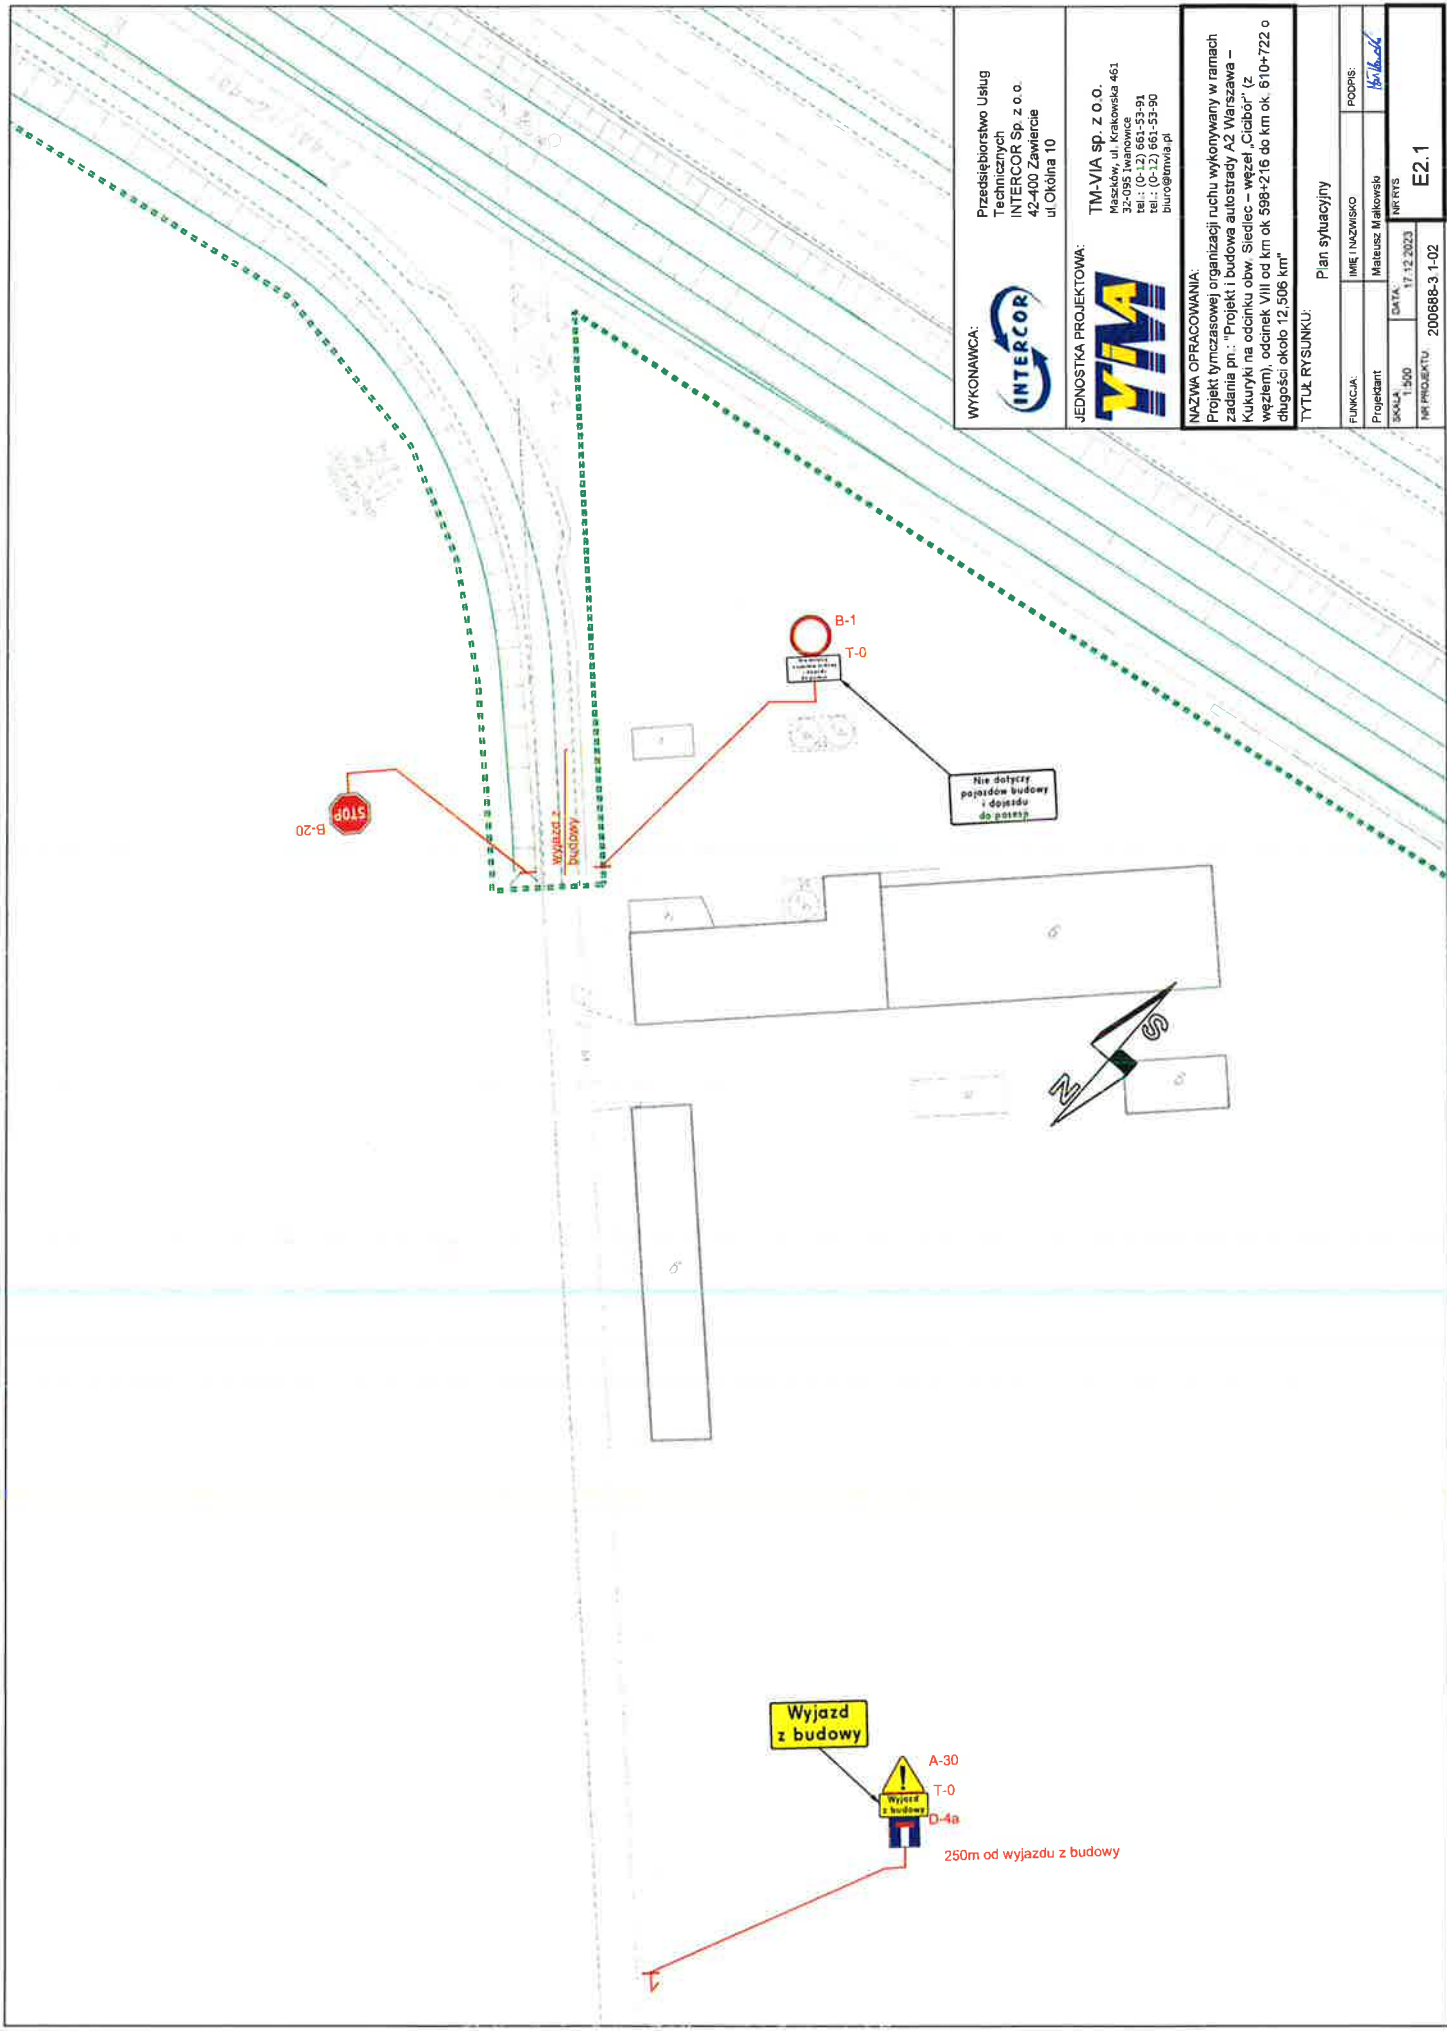 B-20
STOP
wyjazd z
budowy
B-1
T-0
Nie dotyczy
pojazdów budowy
i dojazdu
do posesji
N
S
Wyjazd
z budowy
A-30
T-0
Wyjazd
z budowy
D-4a
250m od wyjazdu z budowy
WYKONAWCA:
INTERCOR
Przedsiębiorstwo Usług
Technicznych
INTERCOR Sp. z o.o.
42-400 Zawiercie
ul. Okólna 10
JEDNOSTKA PROJEKTOWA:
TM-VIA sp. z o.o.
Maszków, ul. Krakowska 461
32-095 Iwanowice
tel.: (0-12) 661-53-91
tel.: (0-12) 661-53-90
biuro@tmvia.pl
NAZWA OPRACOWANIA:
Projekt tymczasowej organizacji ruchu wykonywany w ramach
zadania pn.: "Projekt i budowa autostrady A2 Warszawa –
Kukuryki na odcinku obw. Siedlec – węzeł „Cicibór" (z
węzłem), odcinek VIII od km ok 598+216 do km ok. 610+722 o
długości około 12,506 km"
TYTUŁ RYSUNKU:
Plan sytuacyjny
FUNKCJA:
IMIĘ I NAZWISKO
PODPIS:
Projektant
Mateusz Małkowski
SKALA:
1:500
DATA:
17.12.2023
NR RYS
E2.1
NR PROJEKTU:
200688-3.1-02